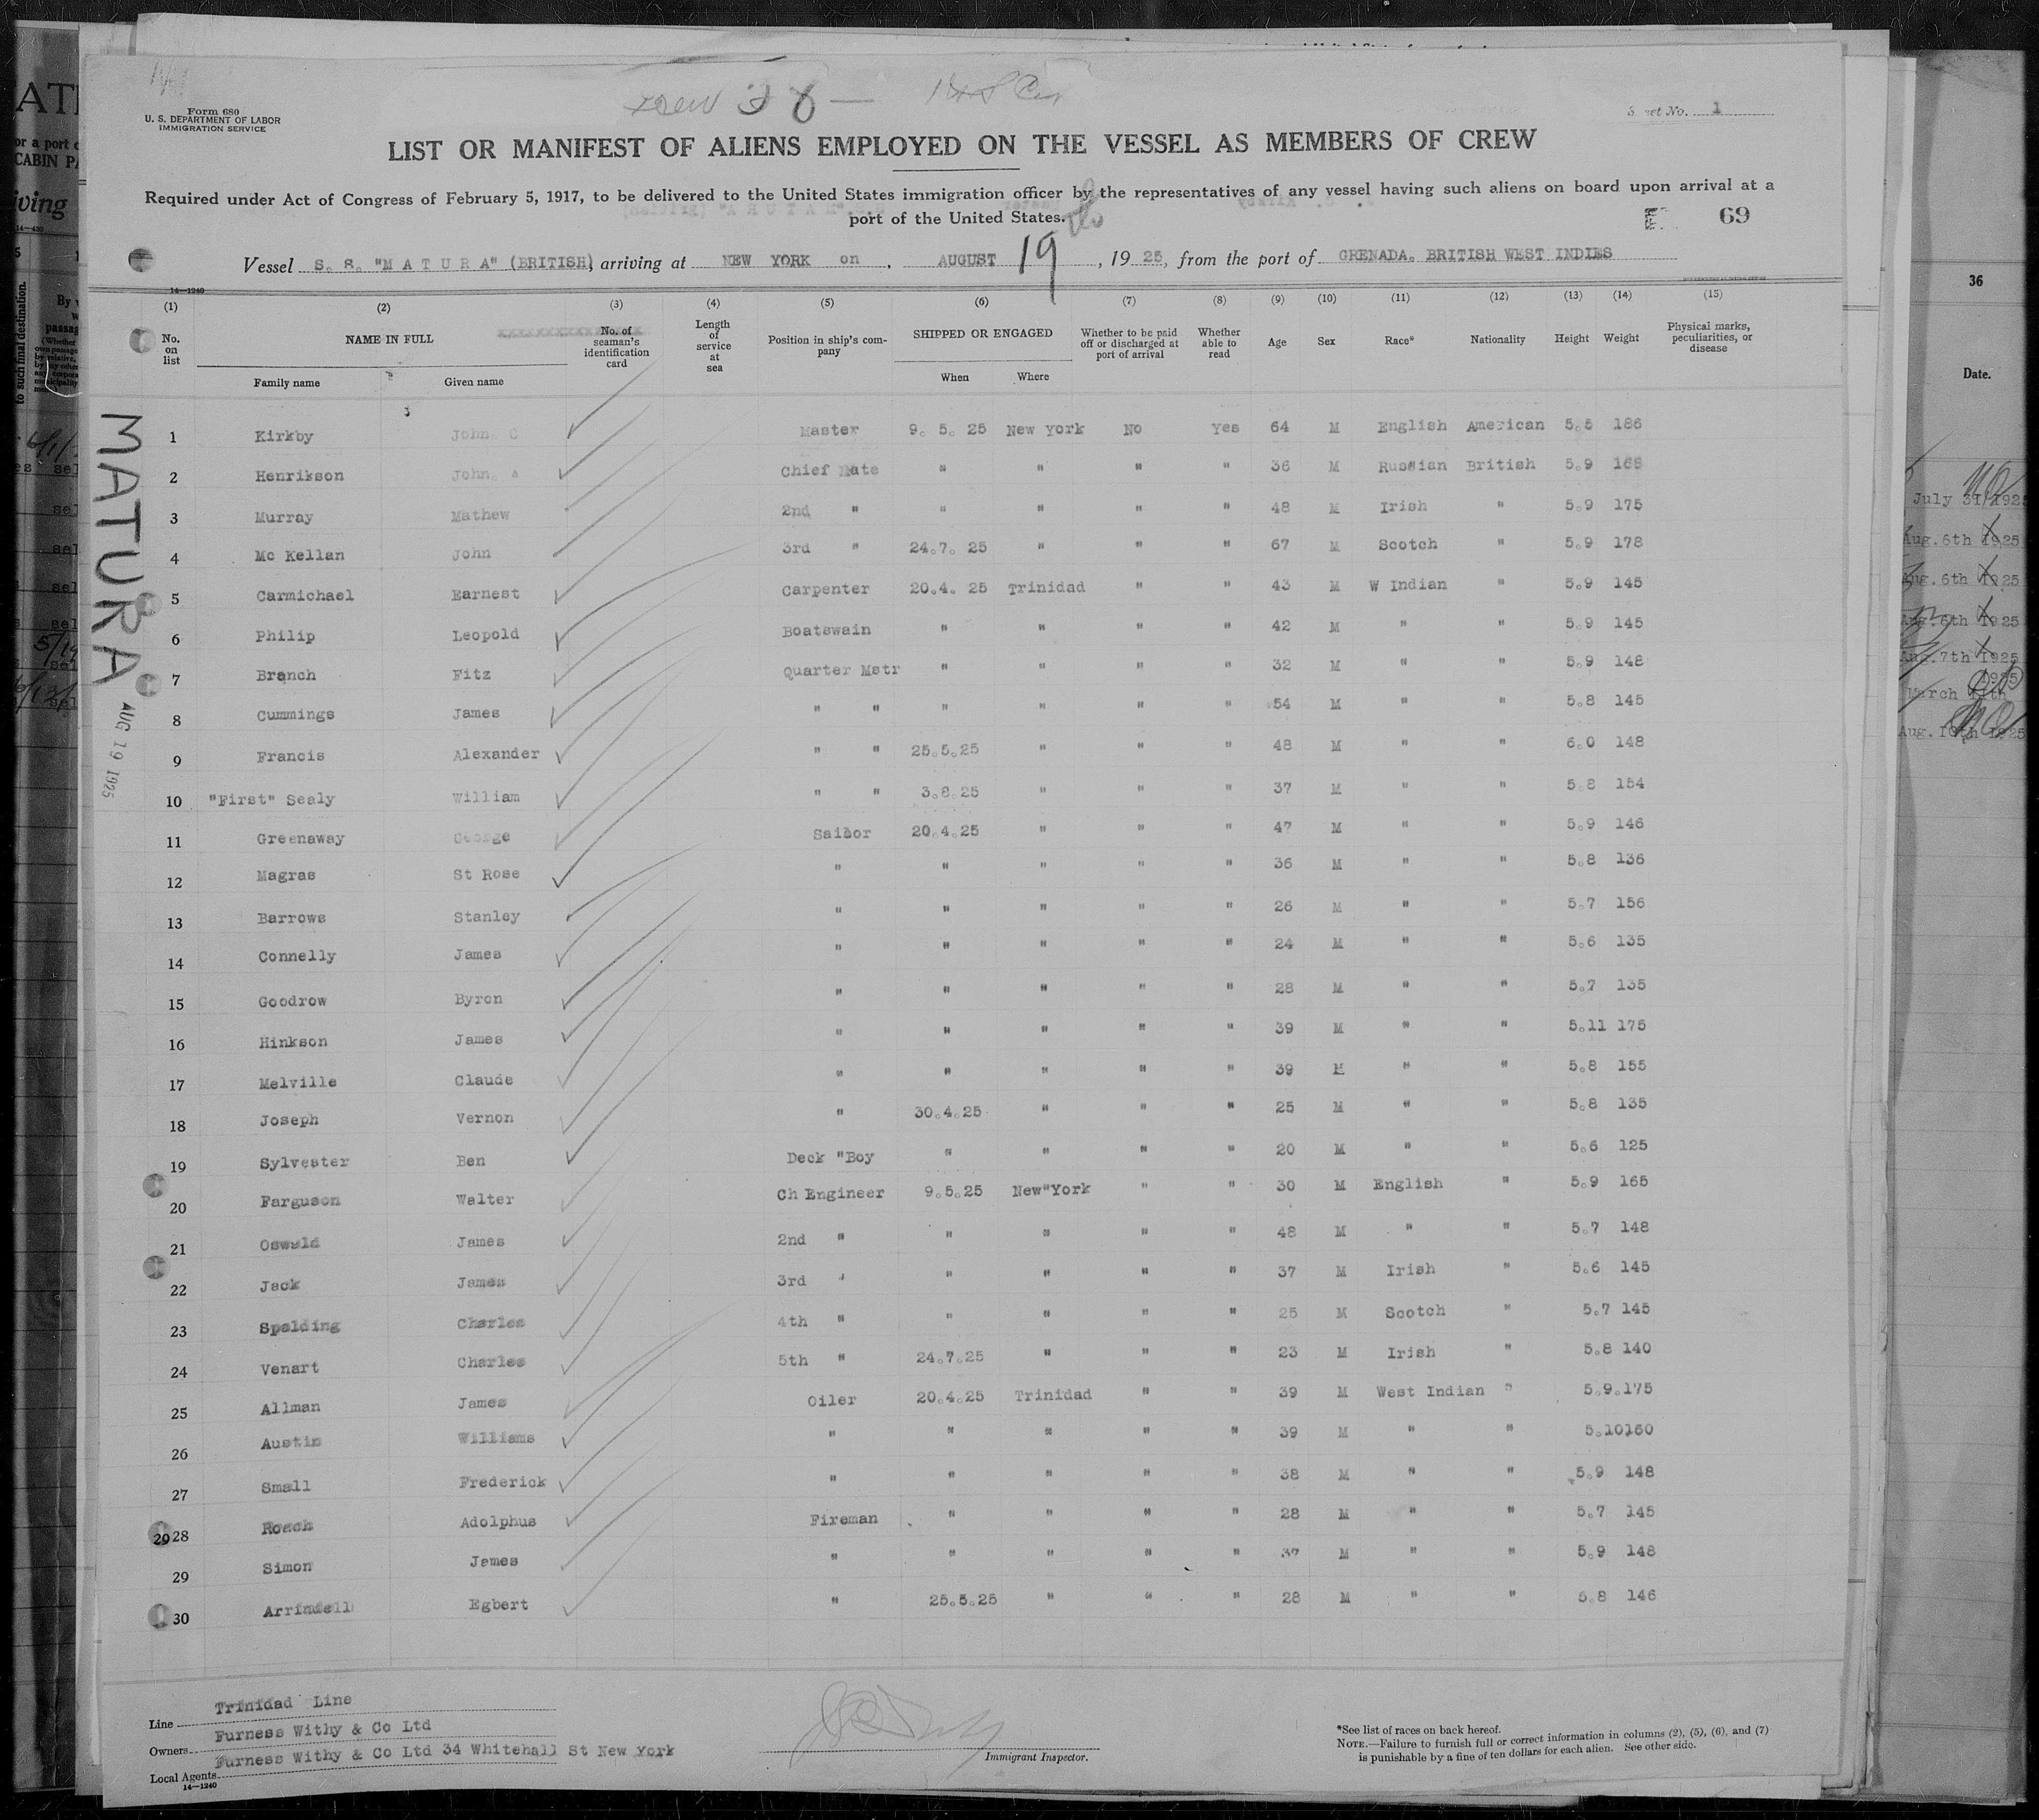 Form 680
U. S. DEPARTMENT OF LABOR
IMMIGRATION SERVICE
Sheet No. 1
LIST OR MANIFEST OF ALIENS EMPLOYED ON THE VESSEL AS MEMBERS OF CREW
Required under Act of Congress of February 5, 1917, to be delivered to the United States immigration officer by the representatives of any vessel having such aliens on board upon arrival at a
port of the United States.
69
Vessel S. S. "M A T U R A" (BRITISH), arriving at NEW YORK on, AUGUST 19, 1925, from the port of GRENADA. BRITISH WEST INDIES
14—1240
(1) (2) (3) (4) (5) (6) (7) (8) (9) (10) (11) (12) (13) (14) (15)
No. on list NAME IN FULL Family name Given name No. of seaman's identification card Length of service at sea Position in ship's company SHIPPED OR ENGAGED When Where Whether to be paid off or discharged at port of arrival Whether able to read Age Sex Race* Nationality Height Weight Physical marks, peculiarities, or disease
MATURA
AUG 19 1925
1 Kirkby John C Master 9. 5. 25 New York No Yes 64 M English American 5.5 186
2 Henrikson John. A Chief Mate " " " " 36 M Russian British 5.9 168
3 Murray Mathew 2nd " " " " " 48 M Irish " 5.9 175
4 Mc Kellan John 3rd " 24.7. 25 " " " 67 M Scotch " 5.9 178
5 Carmichael Earnest Carpenter 20.4. 25 Trinidad " " 43 M W Indian " 5.9 145
6 Philip Leopold Boatswain " " " " 42 M " " 5.9 145
7 Branch Fitz Quarter Mstr " " " " 32 M " " 5.9 148
8 Cummings James " " " " " " 54 M " " 5.8 145
9 Francis Alexander " " 25.5.25 " " " 48 M " " 6.0 148
10 "First" Sealy William " " 3.8.25 " " " 37 M " " 5.8 154
11 Greenaway George Sailor 20.4.25 " " " 47 M " " 5.9 146
12 Magras St Rose " " " " " 36 M " " 5.8 136
13 Barrows Stanley " " " " " 26 M " " 5.7 156
14 Connelly James " " " " " 24 M " " 5.6 135
15 Goodrow Byron " " " " " 28 M " " 5.7 135
16 Hinkson James " " " " " 39 M " " 5.11 175
17 Melville Claude " " " " " 39 M " " 5.8 155
18 Joseph Vernon " 30.4.25 " " " 25 M " " 5.8 135
19 Sylvester Ben Deck "Boy " " " " 20 M " " 5.6 125
20 Farguson Walter Ch Engineer 9.5.25 New"York " " 30 M English " 5.9 165
21 Oswald James 2nd " " " " " 48 M " " 5.7 148
22 Jack James 3rd " " " " " 37 M Irish " 5.6 145
23 Spalding Charles 4th " " " " " 25 M Scotch " 5.7 145
24 Venart Charles 5th " 24.7.25 " " " 23 M Irish " 5.8 140
25 Allman James Oiler 20.4.25 Trinidad " " 39 M West Indian " 5.9.175
26 Austin Williams " " " " " 39 M " " 5.10160
27 Small Frederick " " " " " 38 M " " 5.9 148
29 28 Roach Adolphus Fireman " " " " 28 M " " 5.7 145
29 Simon James " " " " " 37 M " " 5.9 148
30 Arrindell Egbert " 25.5.25 " " " 28 M " " 5.8 146
Line Trinidad Line
Owners Furness Withy & Co Ltd
Local Agents Furness Withy & Co Ltd 34 Whitehall St New York
14—1240
Immigrant Inspector.
*See list of races on back hereof.
NOTE.—Failure to furnish full or correct information in columns (2), (5), (6), and (7)
is punishable by a fine of ten dollars for each alien. See other side.
36
Date.
July 31/1925
Aug. 6th 1925
Aug. 6th 1925
Aug. 6th 1925
Aug. 7th 1925
1925
March 11th
Aug. 10th 1925